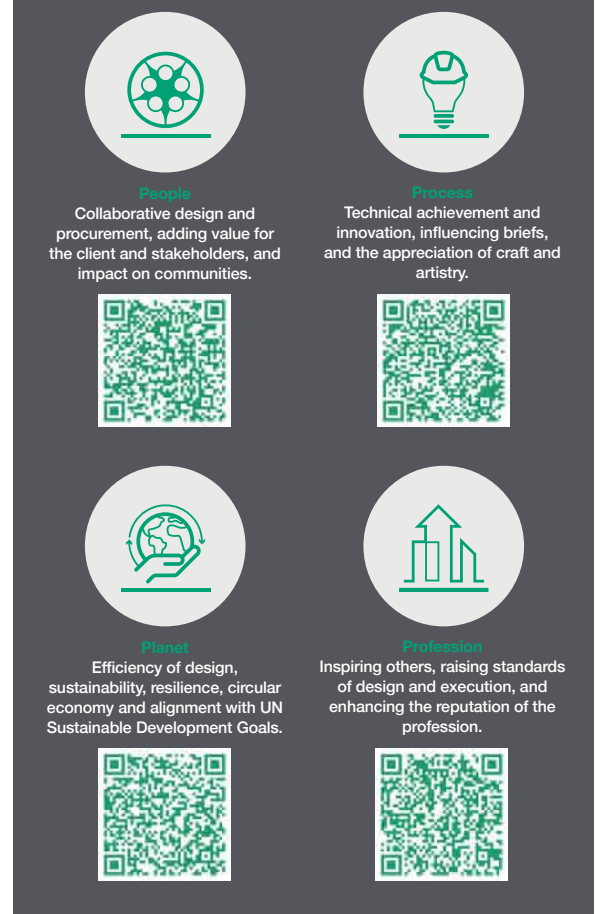 People
Collaborative design and
procurement, adding value for
the client and stakeholders, and
impact on communities.
Process
Technical achievement and
innovation, influencing briefs,
and the appreciation of craft and
artistry.
Planet
Efficiency of design,
sustainability, resilience, circular
economy and alignment with UN
Sustainable Development Goals.
Profession
Inspiring others, raising standards
of design and execution, and
enhancing the reputation of the
profession.